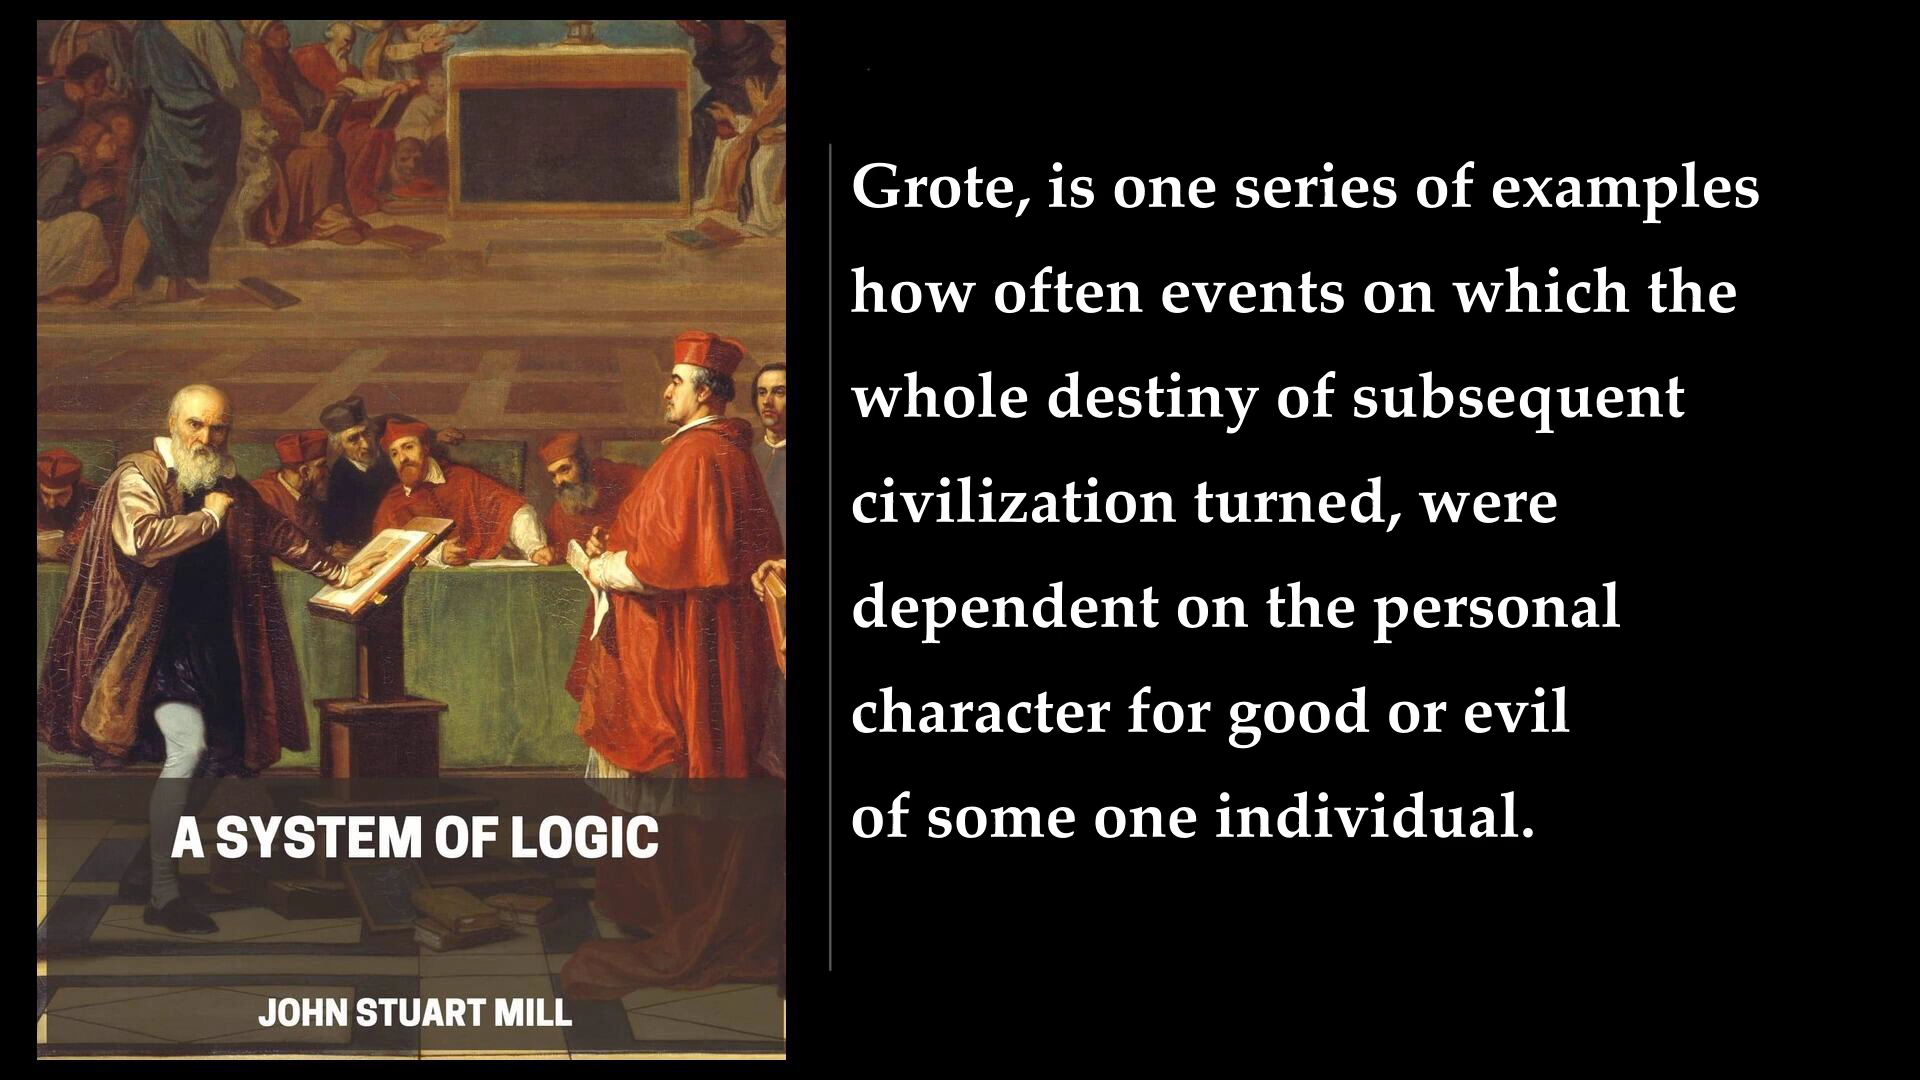 A SYSTEM OF LOGIC
JOHN STUART MILL
Grote, is one series of examples
how often events on which the
whole destiny of subsequent
civilization turned, were
dependent on the personal
character for good or evil
of some one individual.